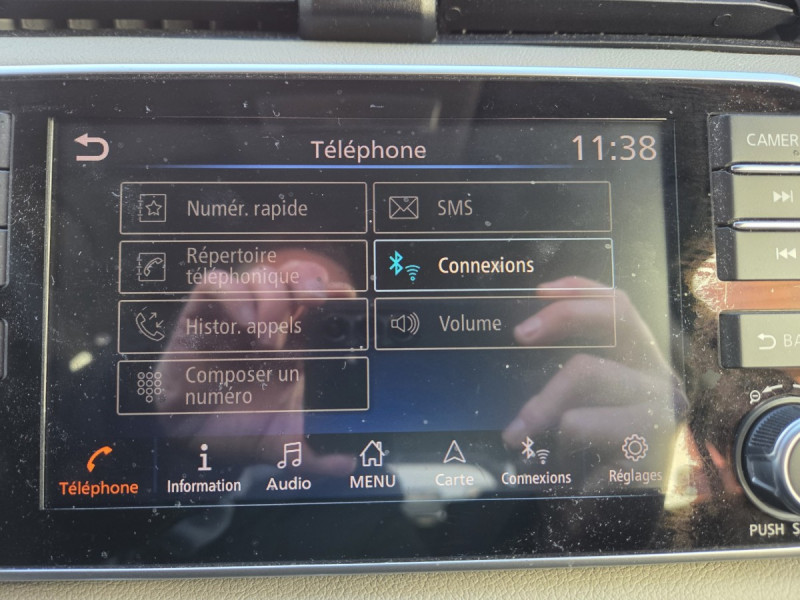 Téléphone
11:38
Numér. rapide
SMS
Répertoire
téléphonique
Connexions
Histor. appels
Volume
Composer un
numéro
Téléphone
Information
Audio
MENU
Carte
Connexions
Réglages
CAMER
BA
PUSH S